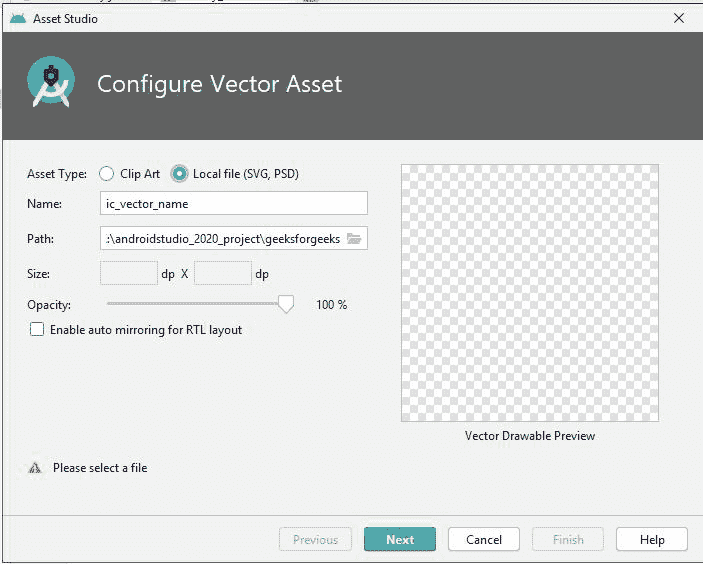 Asset Studio
Configure Vector Asset
Asset Type: Clip Art Local file (SVG, PSD)
Name: ic_vector_name
Path: :\androidstudio_2020_project\geeksforgeeks
Size: dp X dp
Opacity: 100 %
Enable auto mirroring for RTL layout
Vector Drawable Preview
Please select a file
Previous Next Cancel Finish Help